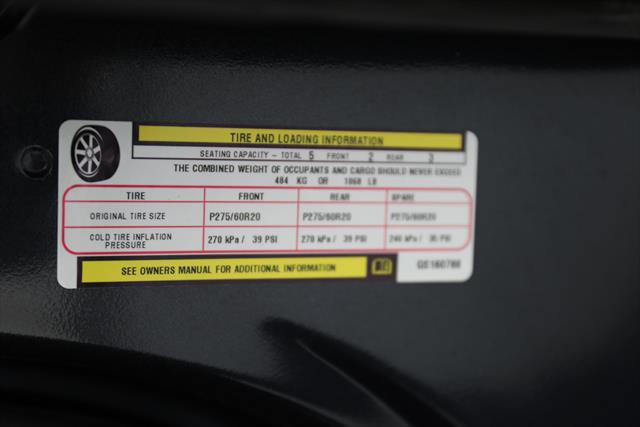 TIRE AND LOADING INFORMATION
SEATING CAPACITY - TOTAL 5 FRONT 2 REAR 3
THE COMBINED WEIGHT OF OCCUPANTS AND CARGO SHOULD NEVER EXCEED
484 KG OR 1068 LB
TIRE FRONT REAR SPARE
ORIGINAL TIRE SIZE P275/60R20 P275/60R20 P275/60R20
COLD TIRE INFLATION PRESSURE 270 kPa / 39 PSI 270 kPa / 39 PSI 240 kPa / 35 PSI
SEE OWNERS MANUAL FOR ADDITIONAL INFORMATION
GS160788